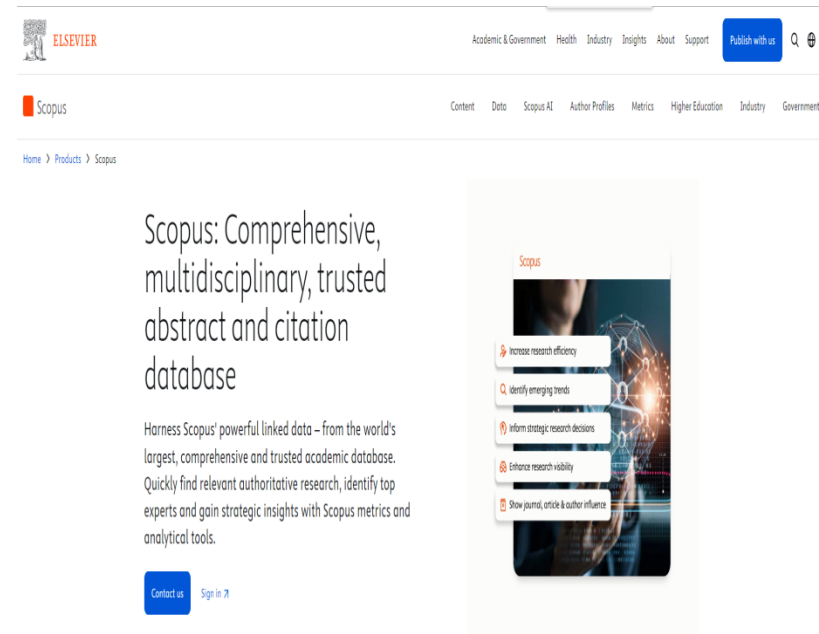 ELSEVIER
Academic & Government Health Industry Insights About Support Publish with us
Scopus
Content Data Scopus AI Author Profiles Metrics Higher Education Industry Government
Home > Products > Scopus
Scopus: Comprehensive,
multidisciplinary, trusted
abstract and citation
database
Harness Scopus' powerful linked data – from the world's
largest, comprehensive and trusted academic database.
Quickly find relevant authoritative research, identify top
experts and gain strategic insights with Scopus metrics and
analytical tools.
Contact us Sign in ↗
Scopus
Increase research efficiency
Identify emerging trends
Inform strategic research decisions
Enhance research visibility
Show journal, article & author influence